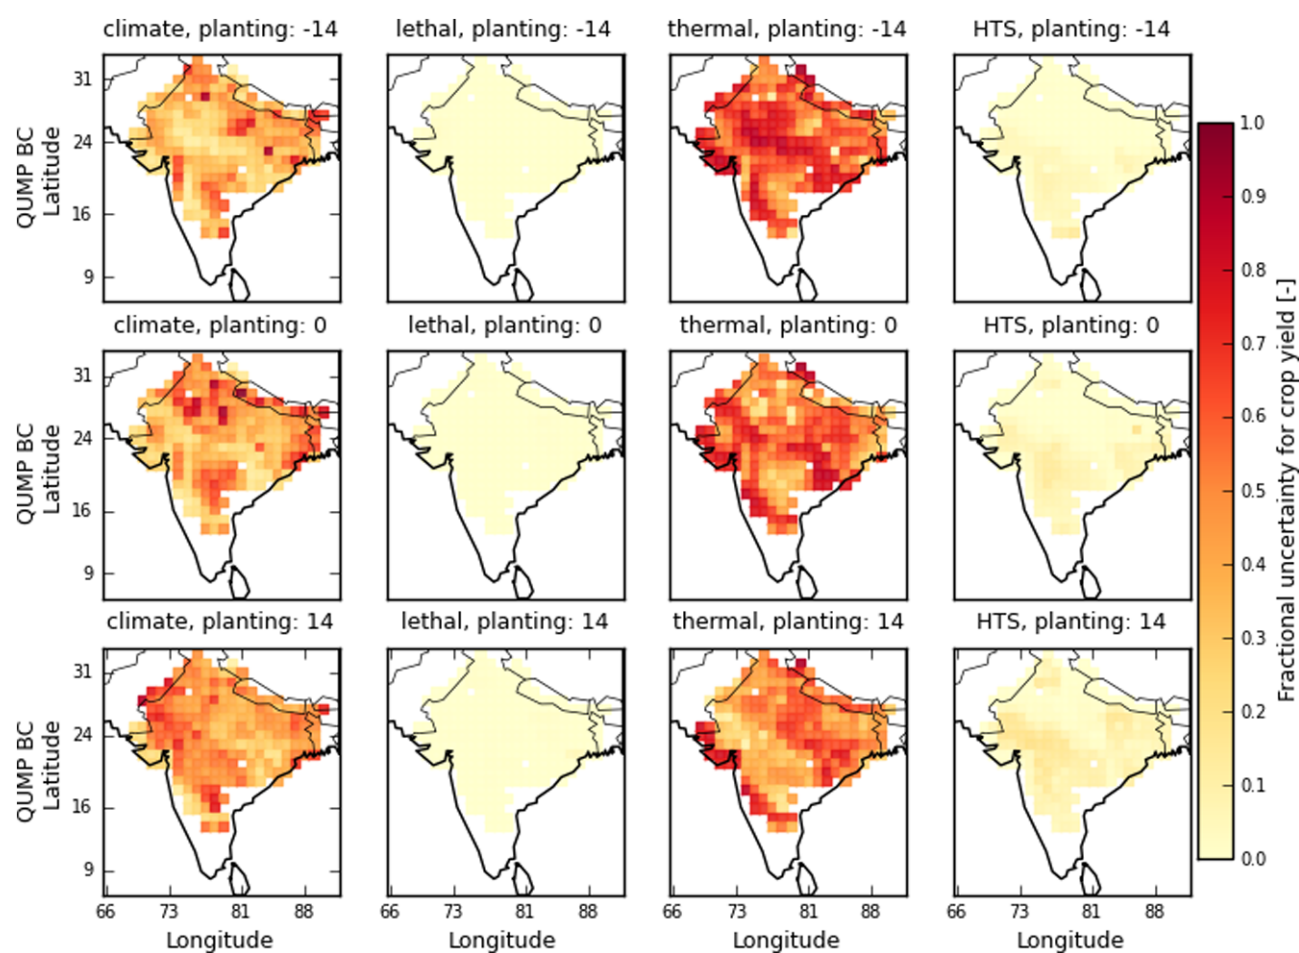 climate, planting: -14 lethal, planting: -14 thermal, planting: -14 HTS, planting: -14
31
24
16
9
QUMP BC
Latitude
climate, planting: 0 lethal, planting: 0 thermal, planting: 0 HTS, planting: 0
31
24
16
9
QUMP BC
Latitude
climate, planting: 14 lethal, planting: 14 thermal, planting: 14 HTS, planting: 14
31
24
16
9
QUMP BC
Latitude
66 73 81 88 66 73 81 88 66 73 81 88 66 73 81 88
Longitude Longitude Longitude Longitude
1.0
0.9
0.8
0.7
0.6
0.5
0.4
0.3
0.2
0.1
0.0
Fractional uncertainty for crop yield [-]